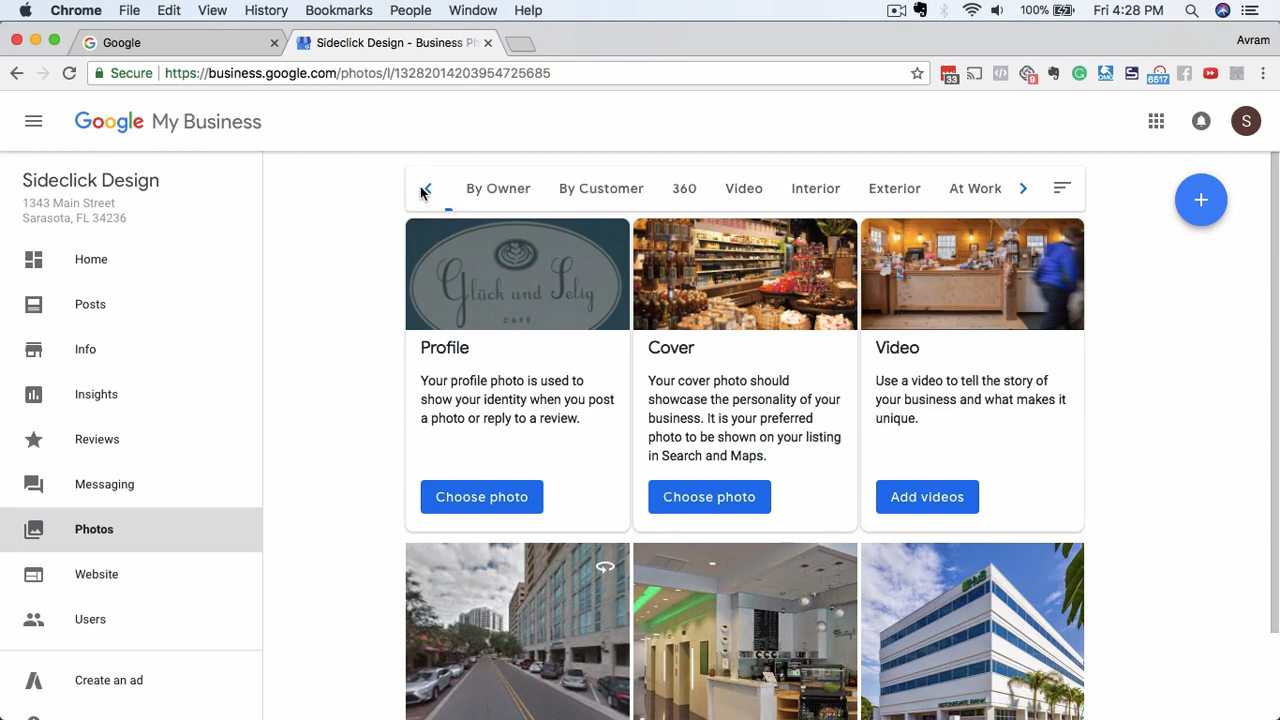 Chrome File Edit View History Bookmarks People Window Help 100% Fri 4:28 PM
Google Sideclick Design - Business Ph Avram
Secure https://business.google.com/photos/l/13282014203954725685 33 9 6517
Google My Business S
Sideclick Design
1343 Main Street
Sarasota, FL 34236
Home
Posts
Info
Insights
Reviews
Messaging
Photos
Website
Users
Create an ad
By Owner By Customer 360 Video Interior Exterior At Work
Glück und Selig
CAFE
Profile
Your profile photo is used to
show your identity when you post
a photo or reply to a review.
Choose photo
Cover
Your cover photo should
showcase the personality of your
business. It is your preferred
photo to be shown on your listing
in Search and Maps.
Choose photo
Video
Use a video to tell the story of
your business and what makes it
unique.
Add videos